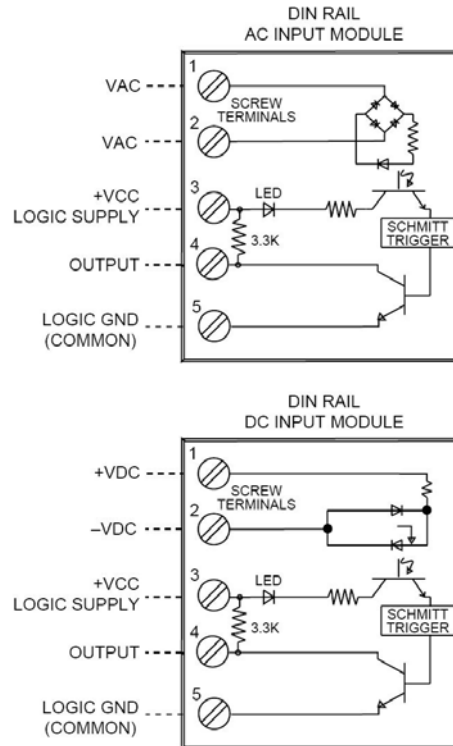 DIN RAIL
AC INPUT MODULE
1
VAC
SCREW
TERMINALS
2
VAC
3
+VCC
LOGIC SUPPLY
LED
3.3K
SCHMITT
TRIGGER
4
OUTPUT
5
LOGIC GND
(COMMON)
DIN RAIL
DC INPUT MODULE
1
+VDC
SCREW
TERMINALS
2
–VDC
3
+VCC
LOGIC SUPPLY
LED
3.3K
SCHMITT
TRIGGER
4
OUTPUT
5
LOGIC GND
(COMMON)